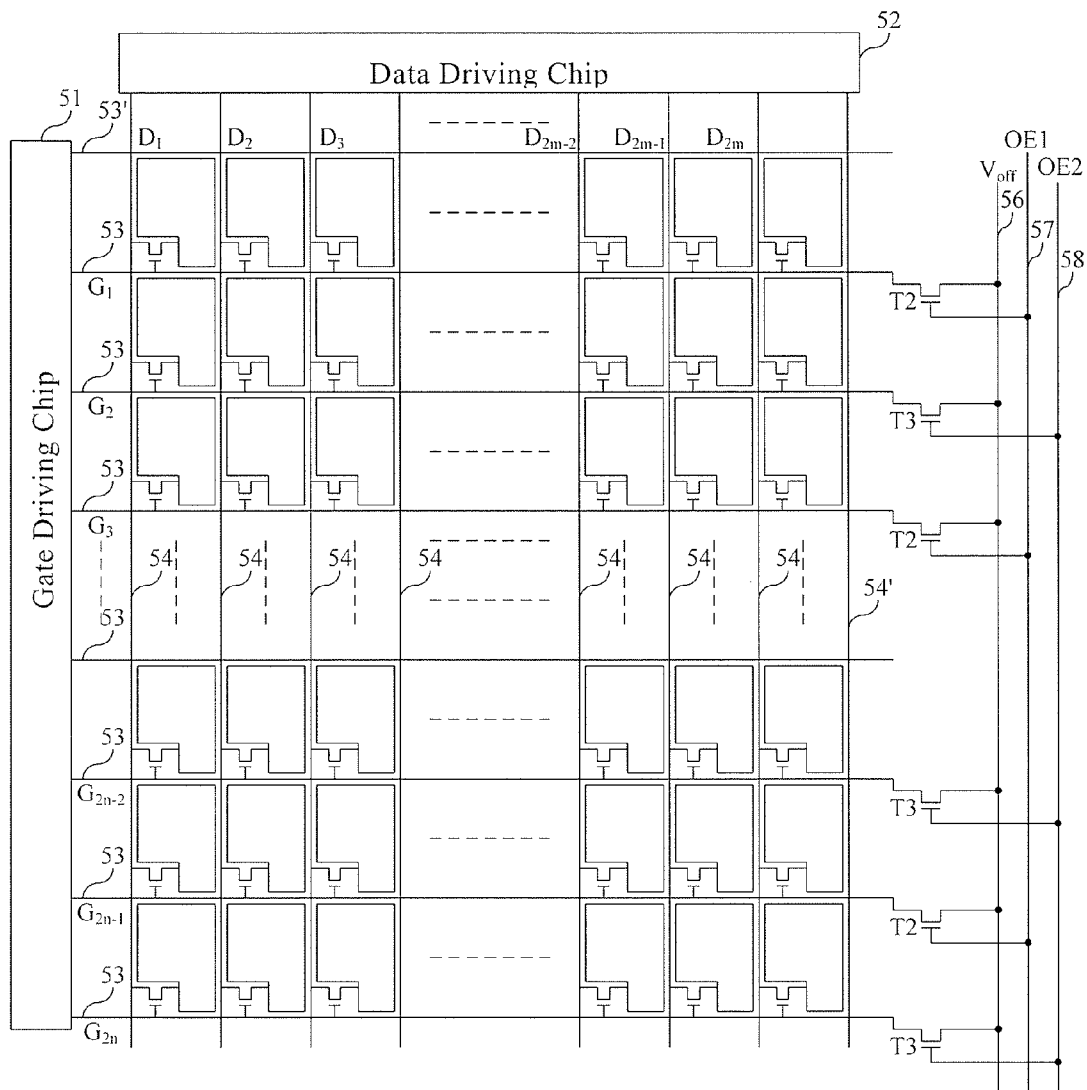 52
Data Driving Chip
51
53'
D1 D2 D3 D2m-2 D2m-1 D2m
OE1
Voff OE2
56
57
58
53
G1
T2
53
G2
T3
53
G3
T2
54 54 54 54 54 54 54
54'
53
Gate Driving Chip
53
G2n-2
T3
53
G2n-1
T2
53
G2n
T3